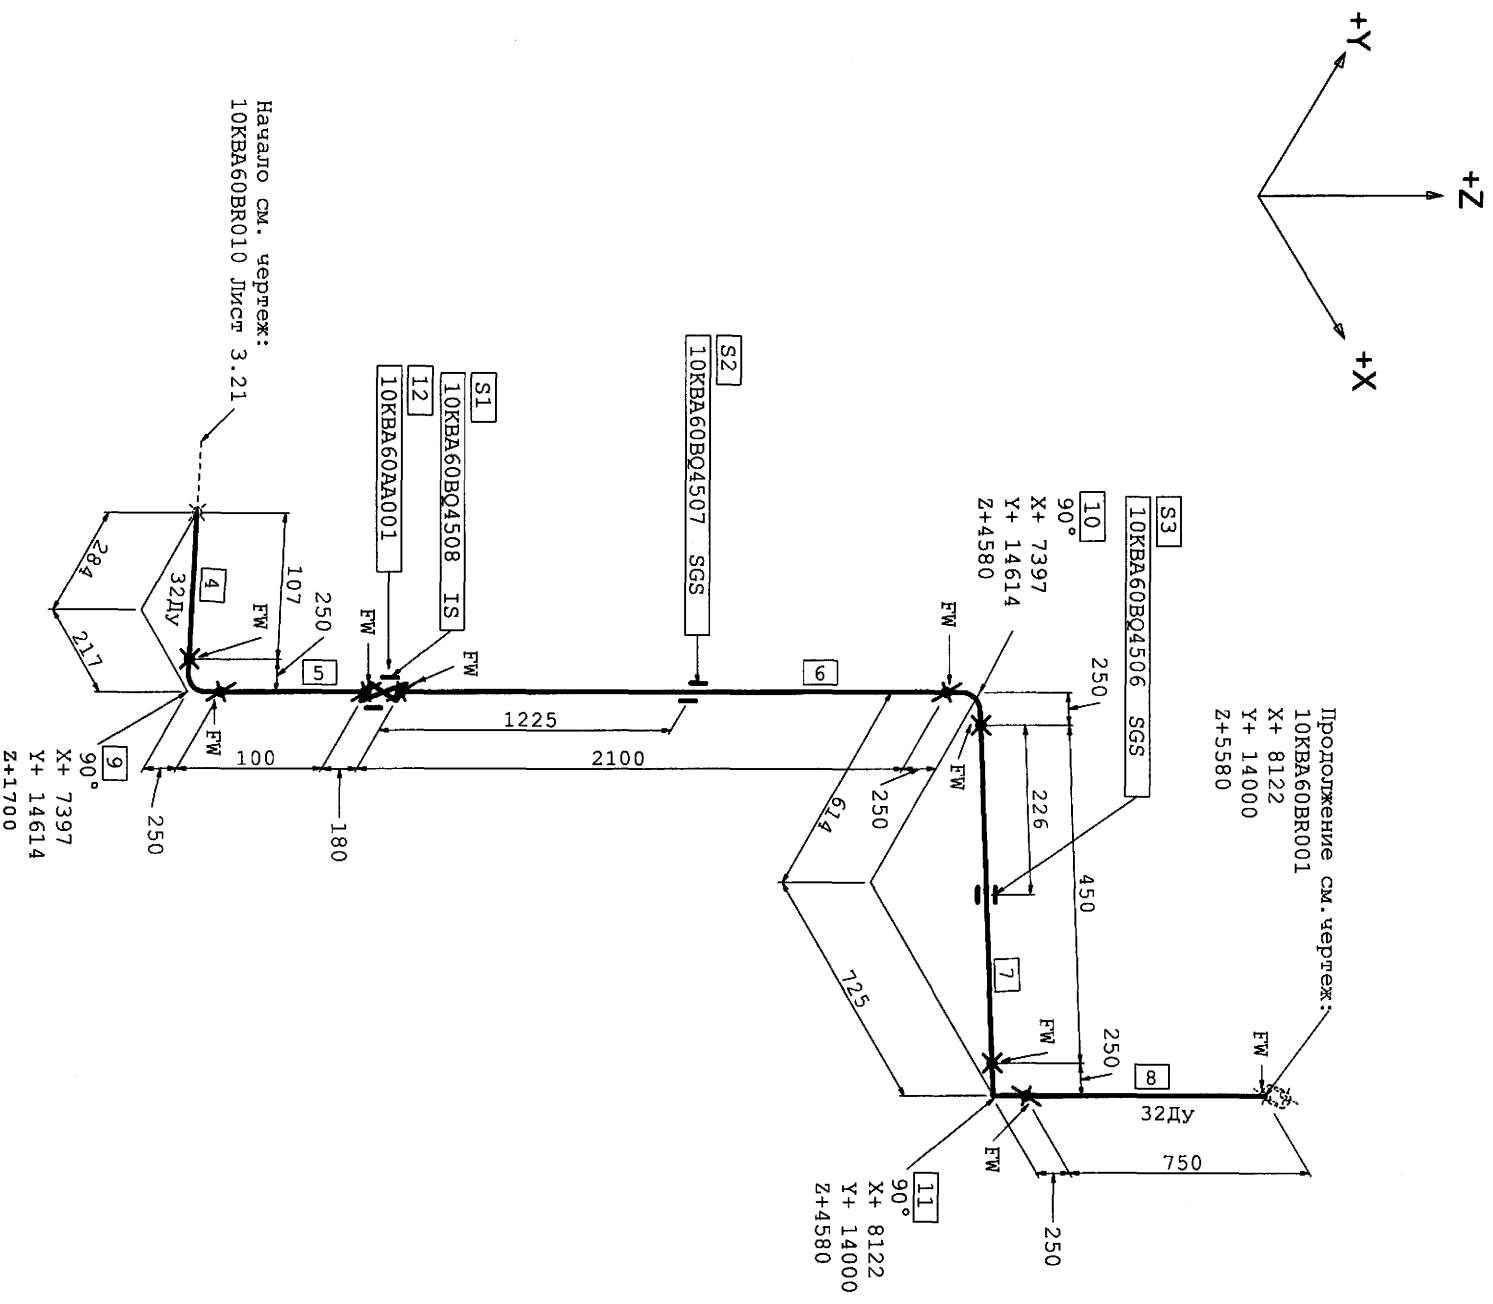 +Y
+Z
+X
Начало см. чертеж:
10KBA60BR010 Лист 3.21
S2
10KBA60BQ4507 SGS
S1
10KBA60BQ4508 IS
12
10KBA60AA001
S3
10KBA60BQ4506 SGS
10
90°
X+ 7397
Y+ 14614
Z+4580
Продолжение см.чертеж:
10KBA60BR001
X+ 8122
Y+ 14000
Z+5580
284
217
32ДУ
4
107
250
FW
5
FW
FW
FW
1225
6
FW
250
FW
226
450
7
FW
250
8
32ДУ
FW
FW
750
250
100
180
2100
250
250
614
725
9
90°
X+ 7397
Y+ 14614
Z+1700
11
90°
X+ 8122
Y+ 14000
Z+4580